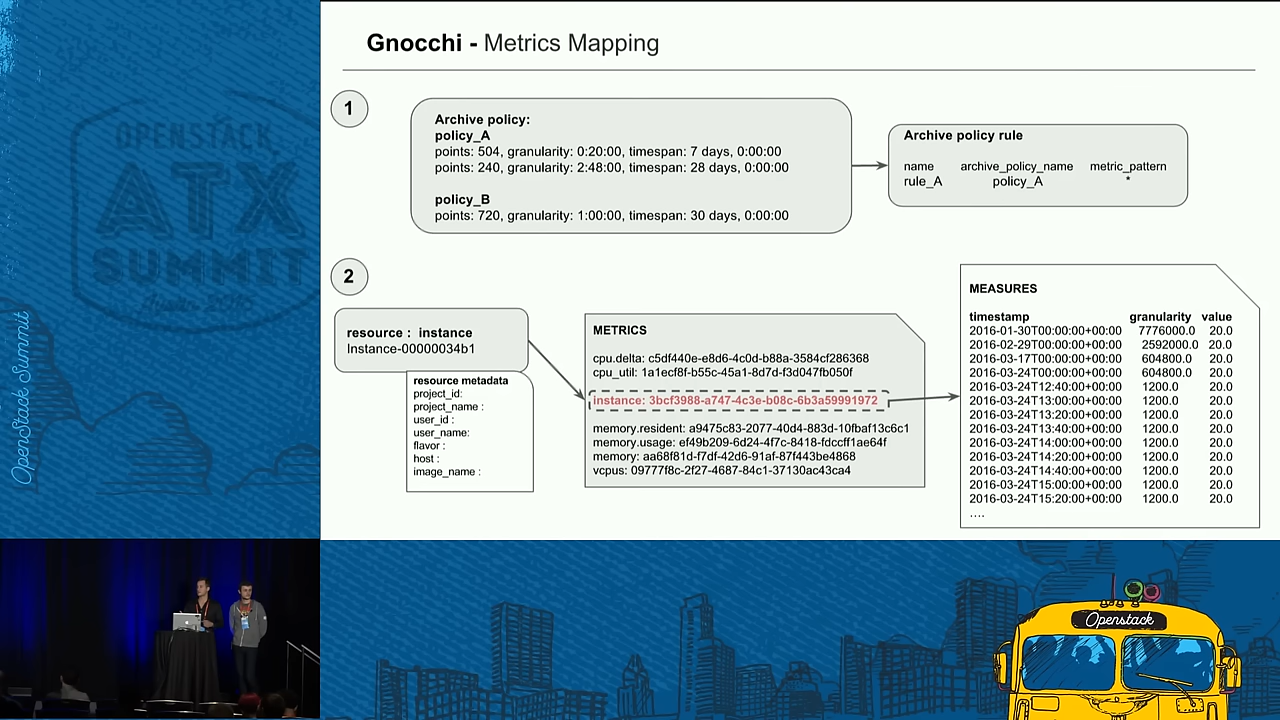 Gnocchi - Metrics Mapping
1
Archive policy:
policy_A
points: 504, granularity: 0:20:00, timespan: 7 days, 0:00:00
points: 240, granularity: 2:48:00, timespan: 28 days, 0:00:00
policy_B
points: 720, granularity: 1:00:00, timespan: 30 days, 0:00:00
Archive policy rule
name archive_policy_name metric_pattern
rule_A policy_A *
2
resource : instance
Instance-00000034b1
resource metadata
project_id:
project_name :
user_id :
user_name:
flavor :
host :
image_name :
METRICS
cpu.delta: c5df440e-e8d6-4c0d-b88a-3584cf286368
cpu_util: 1a1ecf8f-b55c-45a1-8d7d-f3d047fb050f
instance: 3bcf3988-a747-4c3e-b08c-6b3a59991972
memory.resident: a9475c83-2077-40d4-883d-10fbaf13c6c1
memory.usage: ef49b209-6d24-4f7c-8418-fdccff1ae64f
memory: aa68f81d-f7df-42d6-91af-87f443be4868
vcpus: 09777f8c-2f27-4687-84c1-37130ac43ca4
MEASURES
timestamp granularity value
2016-01-30T00:00:00+00:00 7776000.0 20.0
2016-02-29T00:00:00+00:00 2592000.0 20.0
2016-03-17T00:00:00+00:00 604800.0 20.0
2016-03-24T00:00:00+00:00 604800.0 20.0
2016-03-24T12:40:00+00:00 1200.0 20.0
2016-03-24T13:00:00+00:00 1200.0 20.0
2016-03-24T13:20:00+00:00 1200.0 20.0
2016-03-24T13:40:00+00:00 1200.0 20.0
2016-03-24T14:00:00+00:00 1200.0 20.0
2016-03-24T14:20:00+00:00 1200.0 20.0
2016-03-24T14:40:00+00:00 1200.0 20.0
2016-03-24T15:00:00+00:00 1200.0 20.0
2016-03-24T15:20:00+00:00 1200.0 20.0
....
OPENSTACK
ATX
SUMMIT
Austin 2016
OpenStack Summit
Openstack